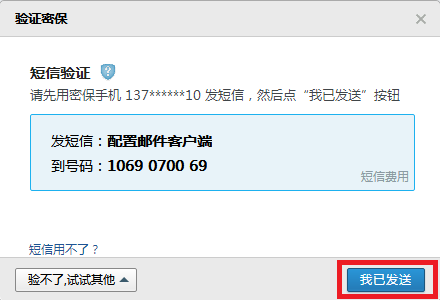 验证密保
短信验证
请先用密保手机 137******10 发短信，然后点“我已发送”按钮
发短信：配置邮件客户端
到号码：1069 0700 69
短信费用
短信用不了？
验不了,试试其他
我已发送